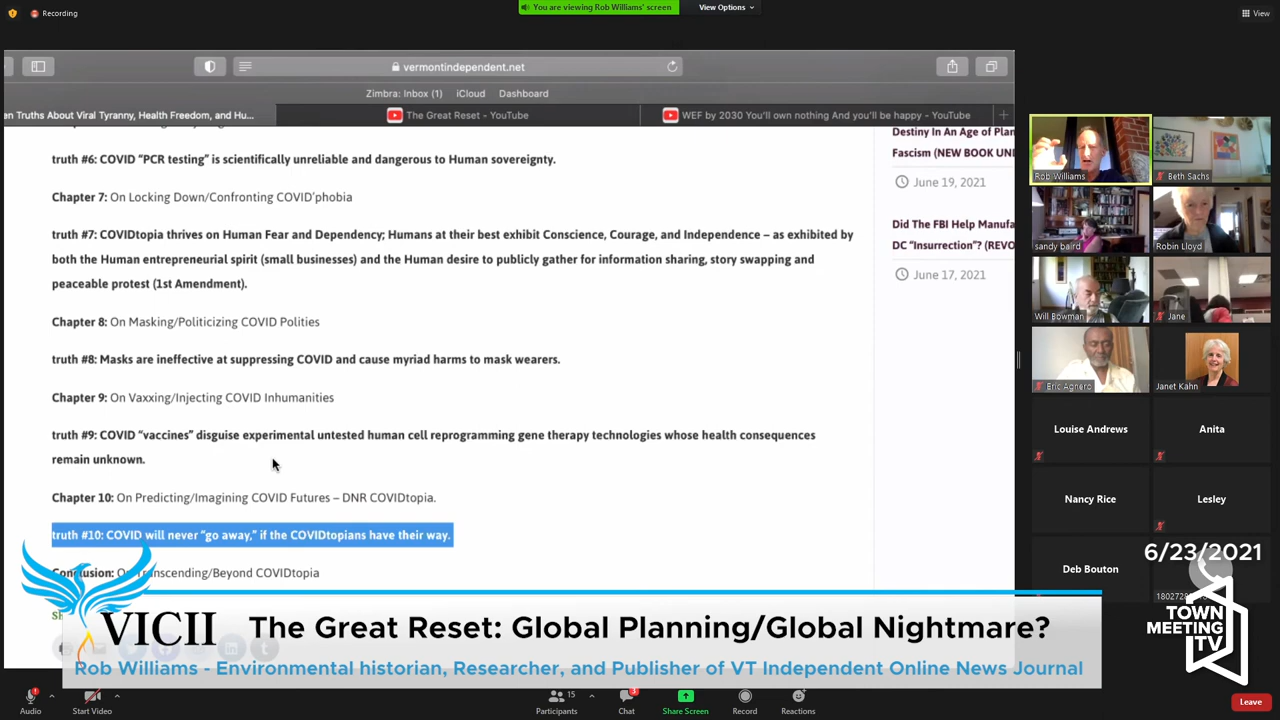 Recording
You are viewing Rob Williams' screen
View Options
View
vermontindependent.net
Zimbra: Inbox (1) iCloud Dashboard
en Truths About Viral Tyranny, Health Freedom, and Hu...
The Great Reset - YouTube
WEF by 2030 You'll own nothing And you'll be happy - YouTube
truth #6: COVID “PCR testing” is scientifically unreliable and dangerous to Human sovereignty.
Chapter 7: On Locking Down/Confronting COVID’phobia
truth #7: COVIDtopia thrives on Human Fear and Dependency; Humans at their best exhibit Conscience, Courage, and Independence – as exhibited by
both the Human entrepreneurial spirit (small businesses) and the Human desire to publicly gather for information sharing, story swapping and
peaceable protest (1st Amendment).
Chapter 8: On Masking/Politicizing COVID Polities
truth #8: Masks are ineffective at suppressing COVID and cause myriad harms to mask wearers.
Chapter 9: On Vaxxing/Injecting COVID Inhumanities
truth #9: COVID “vaccines” disguise experimental untested human cell reprogramming gene therapy technologies whose health consequences
remain unknown.
Chapter 10: On Predicting/Imagining COVID Futures – DNR COVIDtopia.
truth #10: COVID will never “go away,” if the COVIDtopians have their way.
Conclusion: On Transcending/Beyond COVIDtopia
Destiny In An Age of Plan
Fascism (NEW BOOK UND
June 19, 2021
Did The FBI Help Manufa
DC “Insurrection”? (REVO
June 17, 2021
Rob Williams
Beth Sachs
sandy baird
Robin Lloyd
Will Bowman
Jane
Eric Agnero
Janet Kahn
Louise Andrews
Anita
Nancy Rice
Lesley
Deb Bouton
6/23/2021
TOWN
MEETING
TV
VICII
The Great Reset: Global Planning/Global Nightmare?
Rob Williams - Environmental historian, Researcher, and Publisher of VT Independent Online News Journal
Audio
Start Video
15
Participants
3
Chat
Share Screen
Record
Reactions
Leave